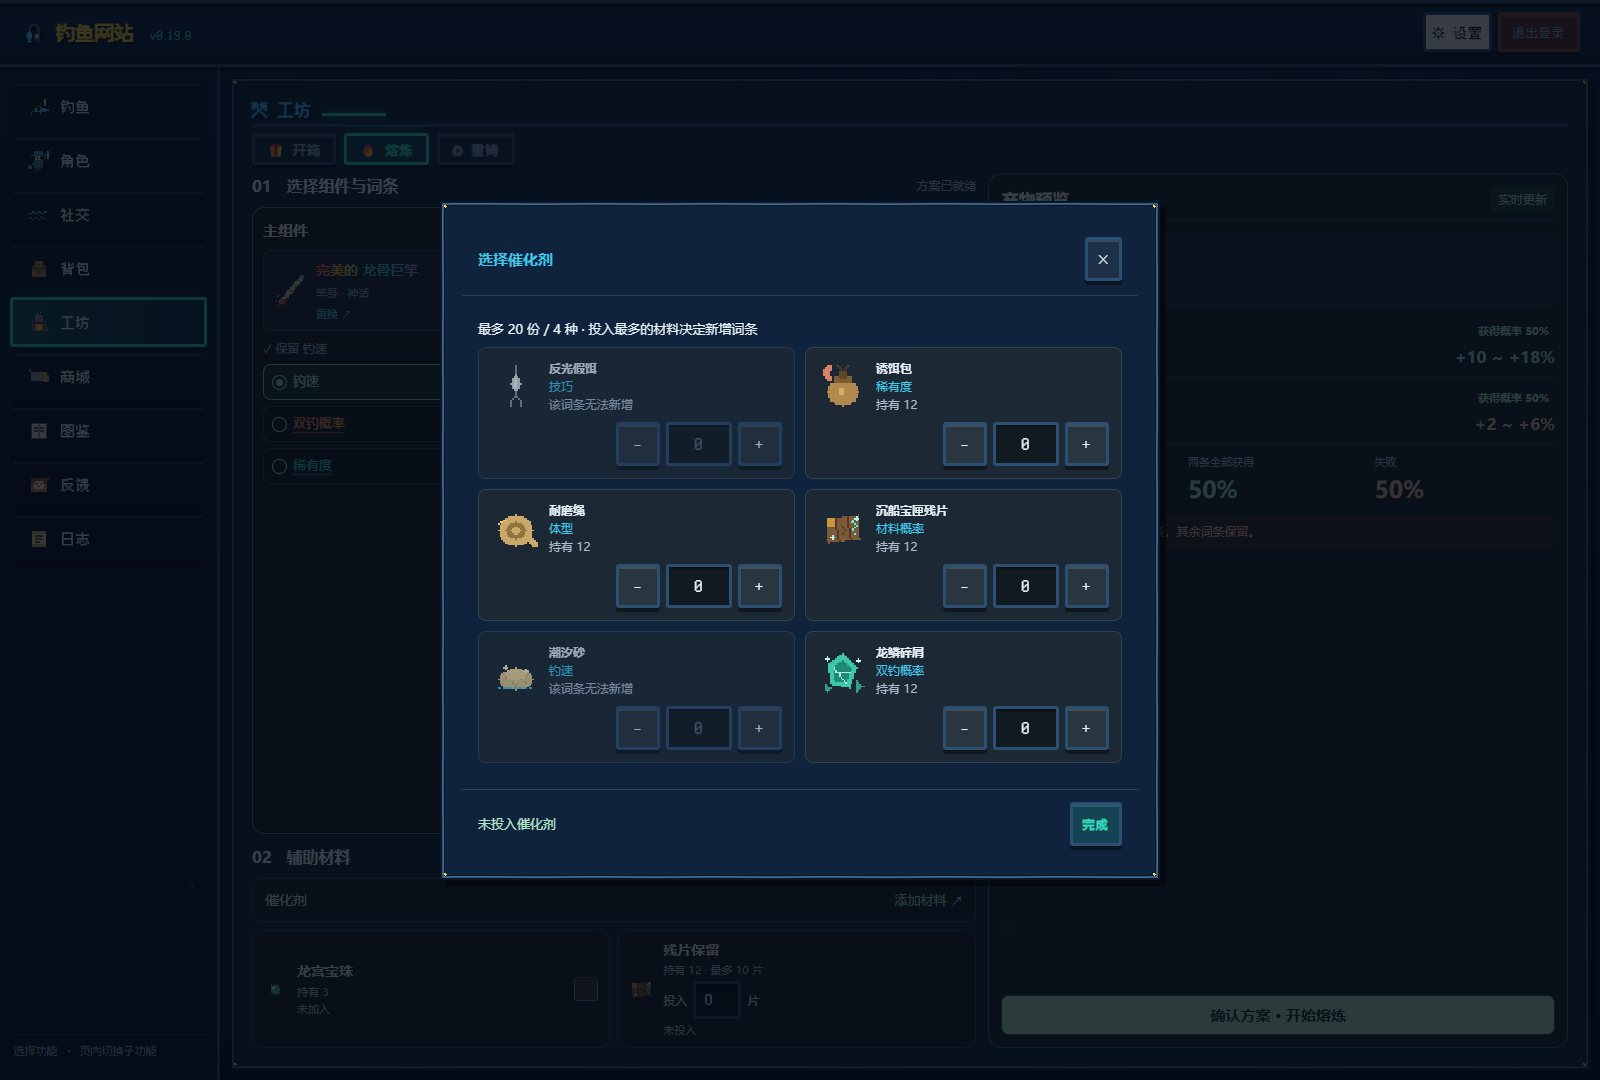 钓鱼网站 v0.19.0
设置
退出登录
钓鱼
角色
社交
背包
工坊
商城
图鉴
反馈
日志
选择功能 · 页内切换子功能
工坊
开箱
熔炼
重铸
01 选择组件与词条
方案已就绪
主组件
完美的 龙骨巨竿
竿身 · 神话
更换 ↗
✓ 保留 钓速
钓速
双钓概率
稀有度
产物预览
实时更新
获得概率 50%
+10 ~ +18%
获得概率 50%
+2 ~ +6%
两条全部获得
50%
失败
50%
其余词条保留。
选择催化剂
×
最多 20 份 / 4 种 · 投入最多的材料决定新增词条
反光假饵
技巧
该词条无法新增
− 0 +
诱饵包
稀有度
持有 12
− 0 +
耐磨绳
体型
持有 12
− 0 +
沉船宝匣残片
材料概率
持有 12
− 0 +
潮汐砂
钓速
该词条无法新增
− 0 +
龙鳞碎屑
双钓概率
持有 12
− 0 +
未投入催化剂
完成
02 辅助材料
催化剂
添加材料 ↗
龙宫宝珠
持有 3
未加入
残片保留
持有 12 · 最多 10 片
投入 0 片
未投入
确认方案 · 开始熔炼